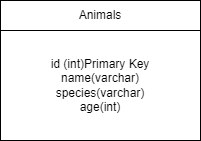 Animals
id (int)Primary Key
name(varchar)
species(varchar)
age(int)